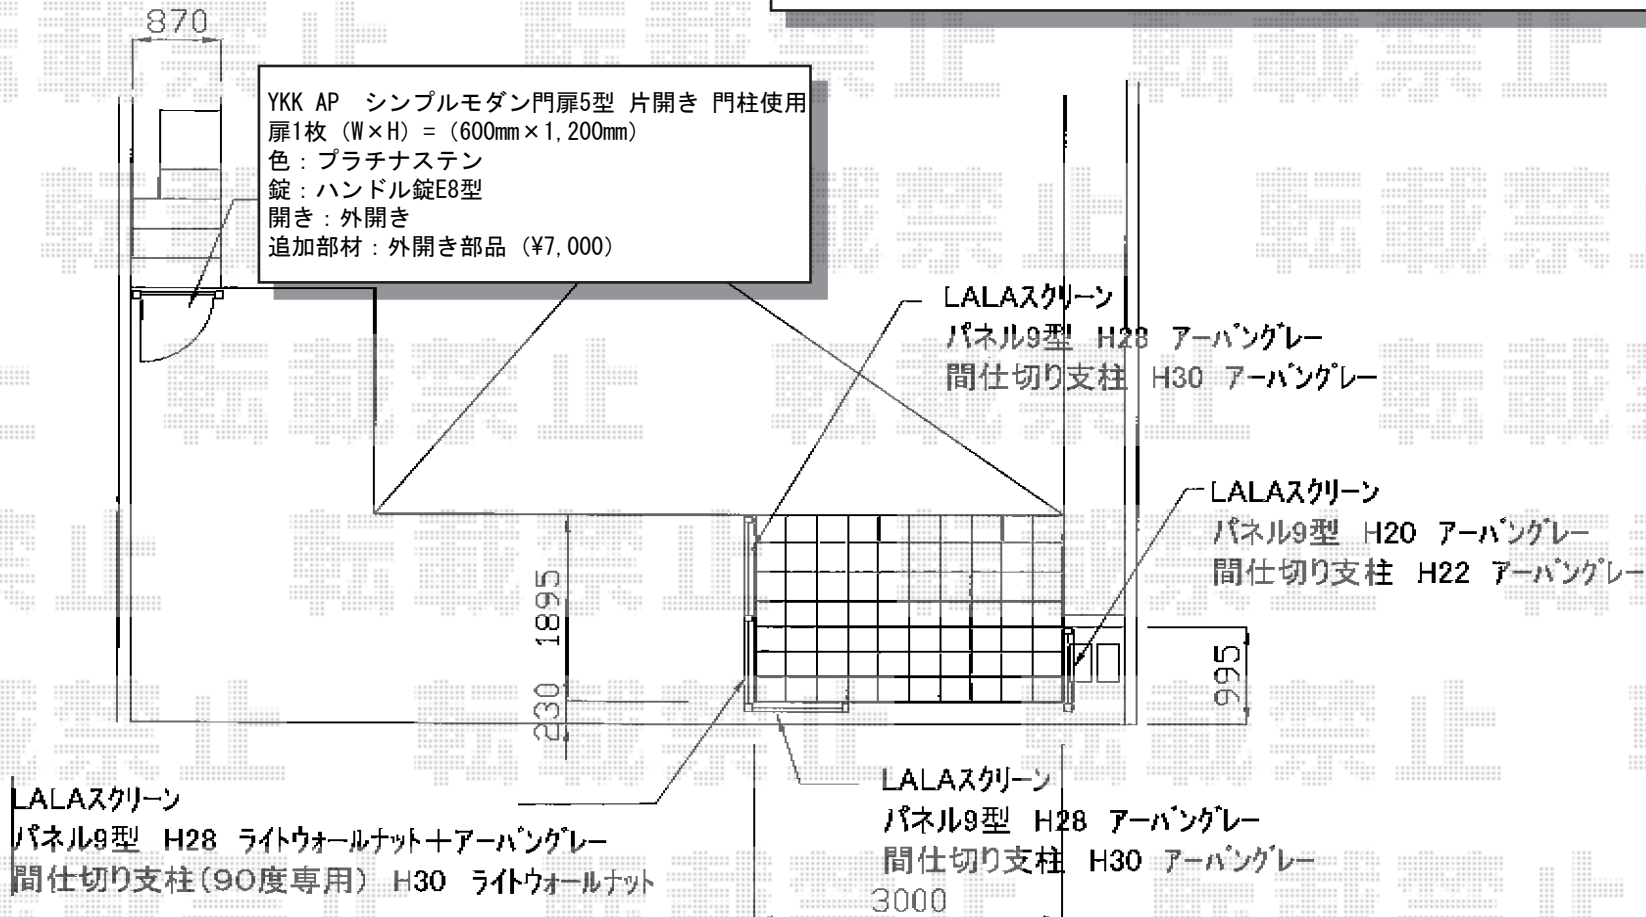 870
YKK AP シンプルモダン門扉5型 片開き 門柱使用
扉1枚 (W×H) = (600mm×1,200mm)
色：プラチナステン
錠：ハンドル錠E8型
開き：外開き
追加部材：外開き部品 (¥7,000)
LALAスクリーン
パネル9型 H28 アーバングレー
間仕切り支柱 H30 アーバングレー
LALAスクリーン
パネル9型 H20 アーバングレー
間仕切り支柱 H22 アーバングレー
1895
230
995
LALAスクリーン
パネル9型 H28 ライトウォールナット+アーバングレー
間仕切り支柱(90度専用) H30 ライトウォールナット
LALAスクリーン
パネル9型 H28 アーバングレー
間仕切り支柱 H30 アーバングレー
3000
転載禁止